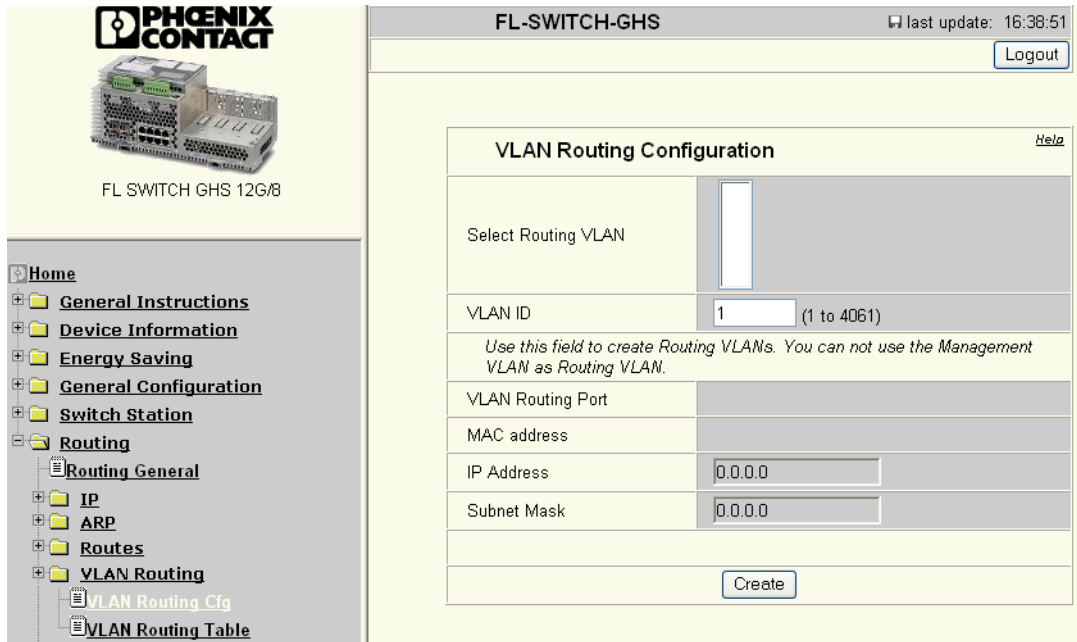 PHŒNIX
CONTACT
FL SWITCH GHS 12G/8
Home
General Instructions
Device Information
Energy Saving
General Configuration
Switch Station
Routing
Routing General
IP
ARP
Routes
VLAN Routing
VLAN Routing Cfg
VLAN Routing Table
FL-SWITCH-GHS
last update: 16:38:51
Logout
VLAN Routing Configuration
Help
Select Routing VLAN
VLAN ID 1 (1 to 4061)
Use this field to create Routing VLANs. You can not use the Management
VLAN as Routing VLAN.
VLAN Routing Port
MAC address
IP Address 0.0.0.0
Subnet Mask 0.0.0.0
Create